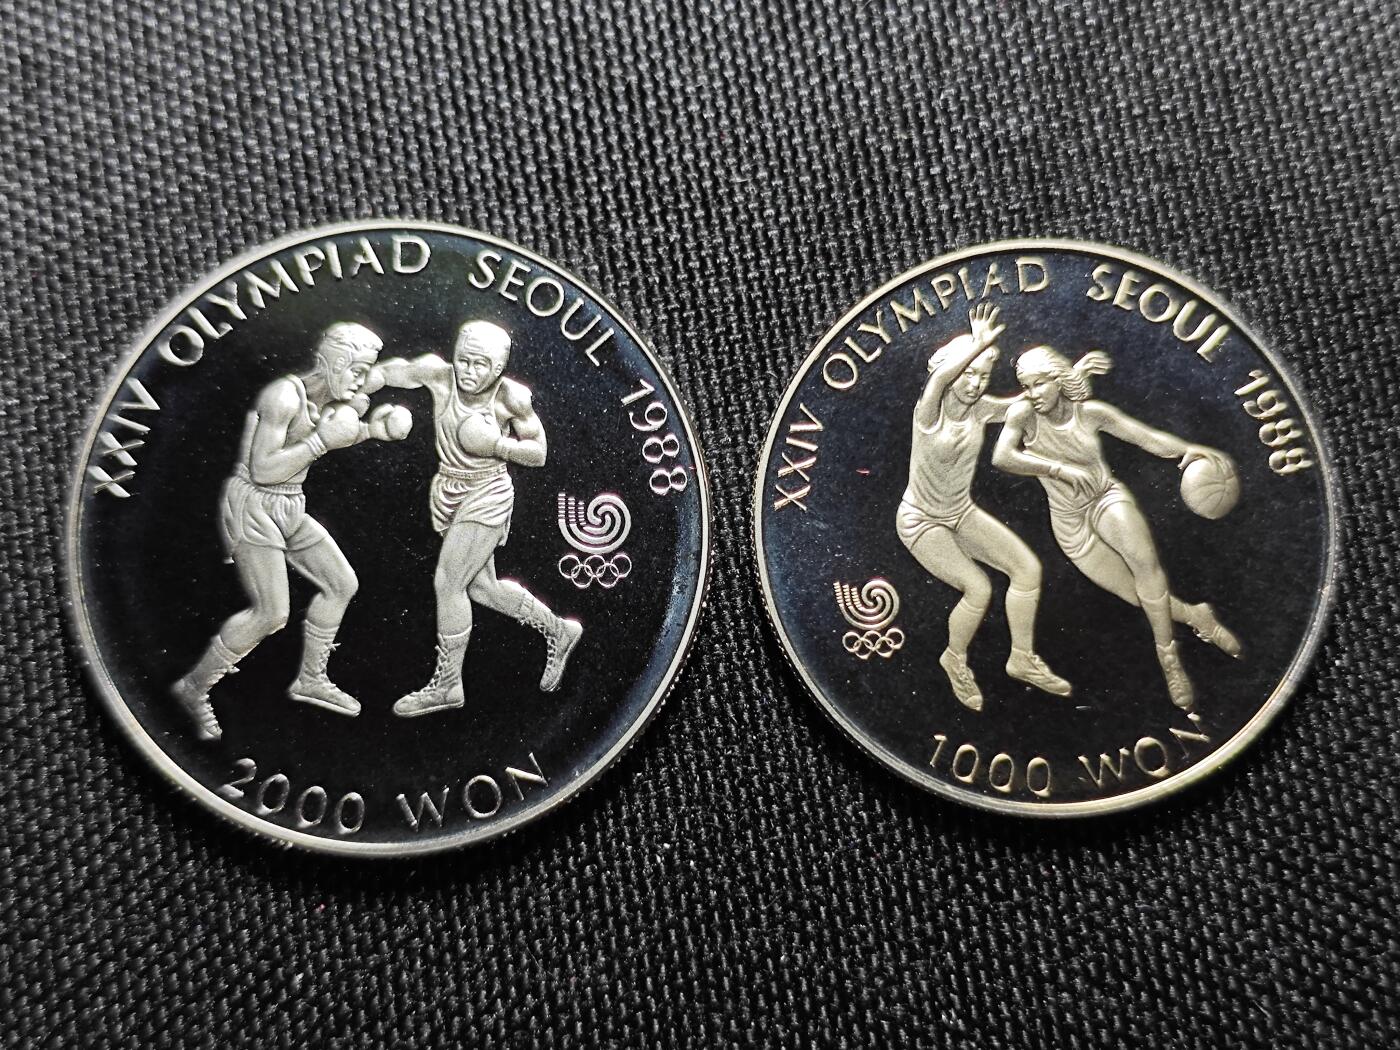 XXIV OLYMPIAD SEOUL 1988
2000 WON
XXIV OLYMPIAD SEOUL 1988
1000 WON